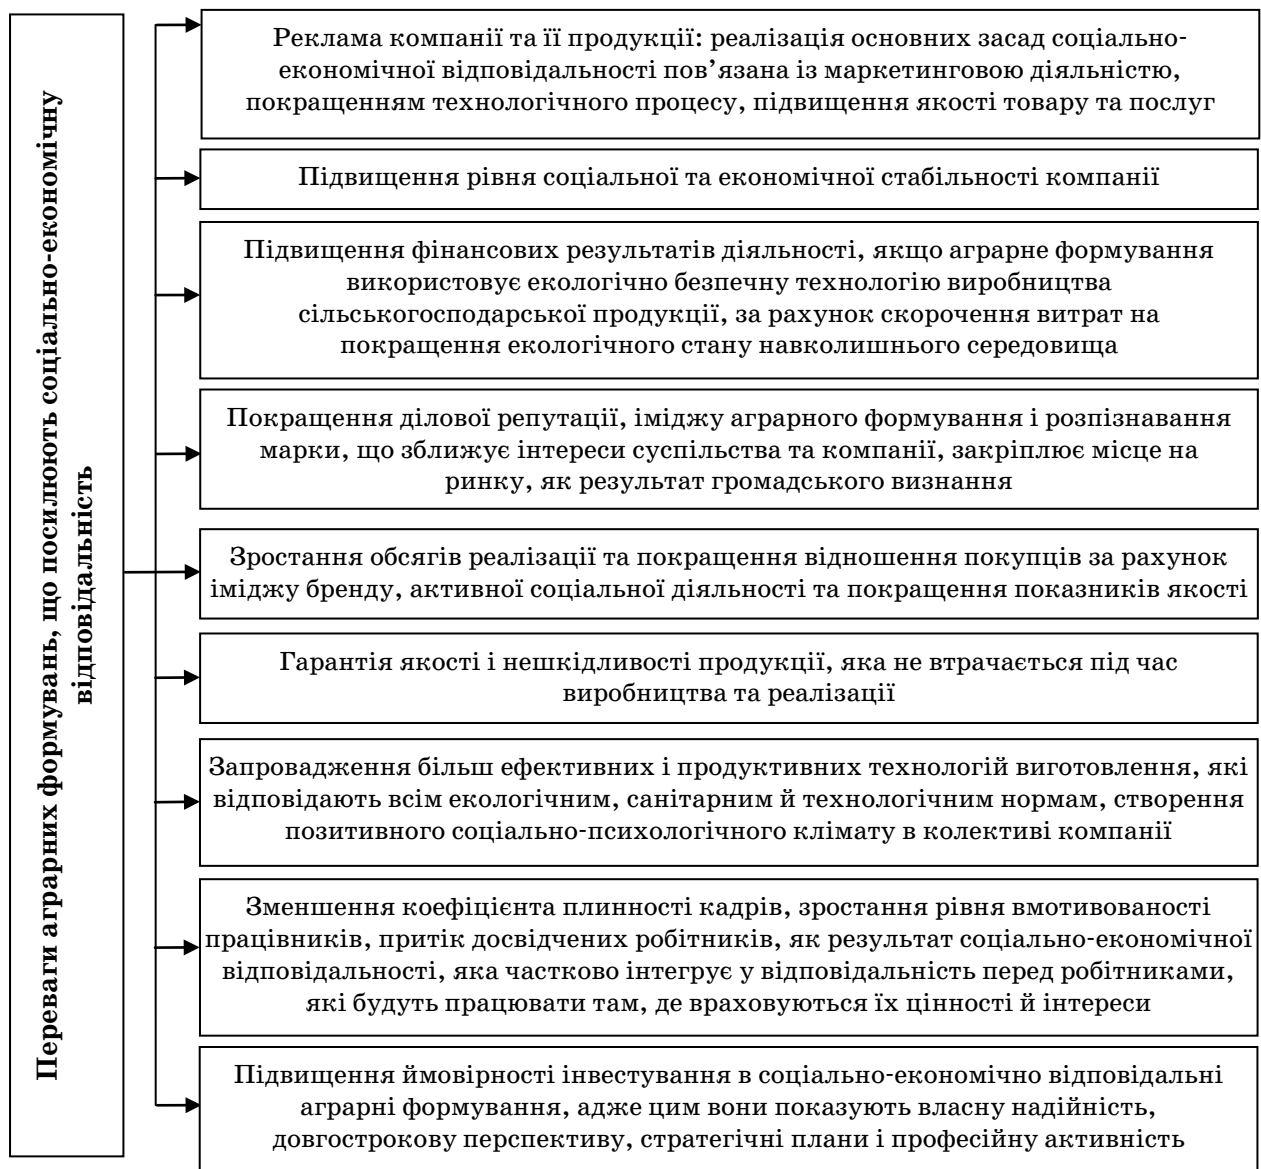 Переваги аграрних формувань, що посилюють соціально-економічну
відповідальність
Реклама компанії та її продукції: реалізація основних засад соціально-
економічної відповідальності пов’язана із маркетинговою діяльністю,
покращенням технологічного процесу, підвищення якості товару та послуг
Підвищення рівня соціальної та економічної стабільності компанії
Підвищення фінансових результатів діяльності, якщо аграрне формування
використовує екологічно безпечну технологію виробництва
сільськогосподарської продукції, за рахунок скорочення витрат на
покращення екологічного стану навколишнього середовища
Покращення ділової репутації, іміджу аграрного формування і розпізнавання
марки, що зближує інтереси суспільства та компанії, закріплює місце на
ринку, як результат громадського визнання
Зростання обсягів реалізації та покращення відношення покупців за рахунок
іміджу бренду, активної соціальної діяльності та покращення показників якості
Гарантія якості і нешкідливості продукції, яка не втрачається під час
виробництва та реалізації
Запровадження більш ефективних і продуктивних технологій виготовлення, які
відповідають всім екологічним, санітарним й технологічним нормам, створення
позитивного соціально-психологічного клімату в колективі компанії
Зменшення коефіцієнта плинності кадрів, зростання рівня вмотивованості
працівників, притік досвідчених робітників, як результат соціально-економічної
відповідальності, яка частково інтегрує у відповідальність перед робітниками,
які будуть працювати там, де враховуються їх цінності й інтереси
Підвищення ймовірності інвестування в соціально-економічно відповідальні
аграрні формування, адже цим вони показують власну надійність,
довгострокову перспективу, стратегічні плани і професійну активність